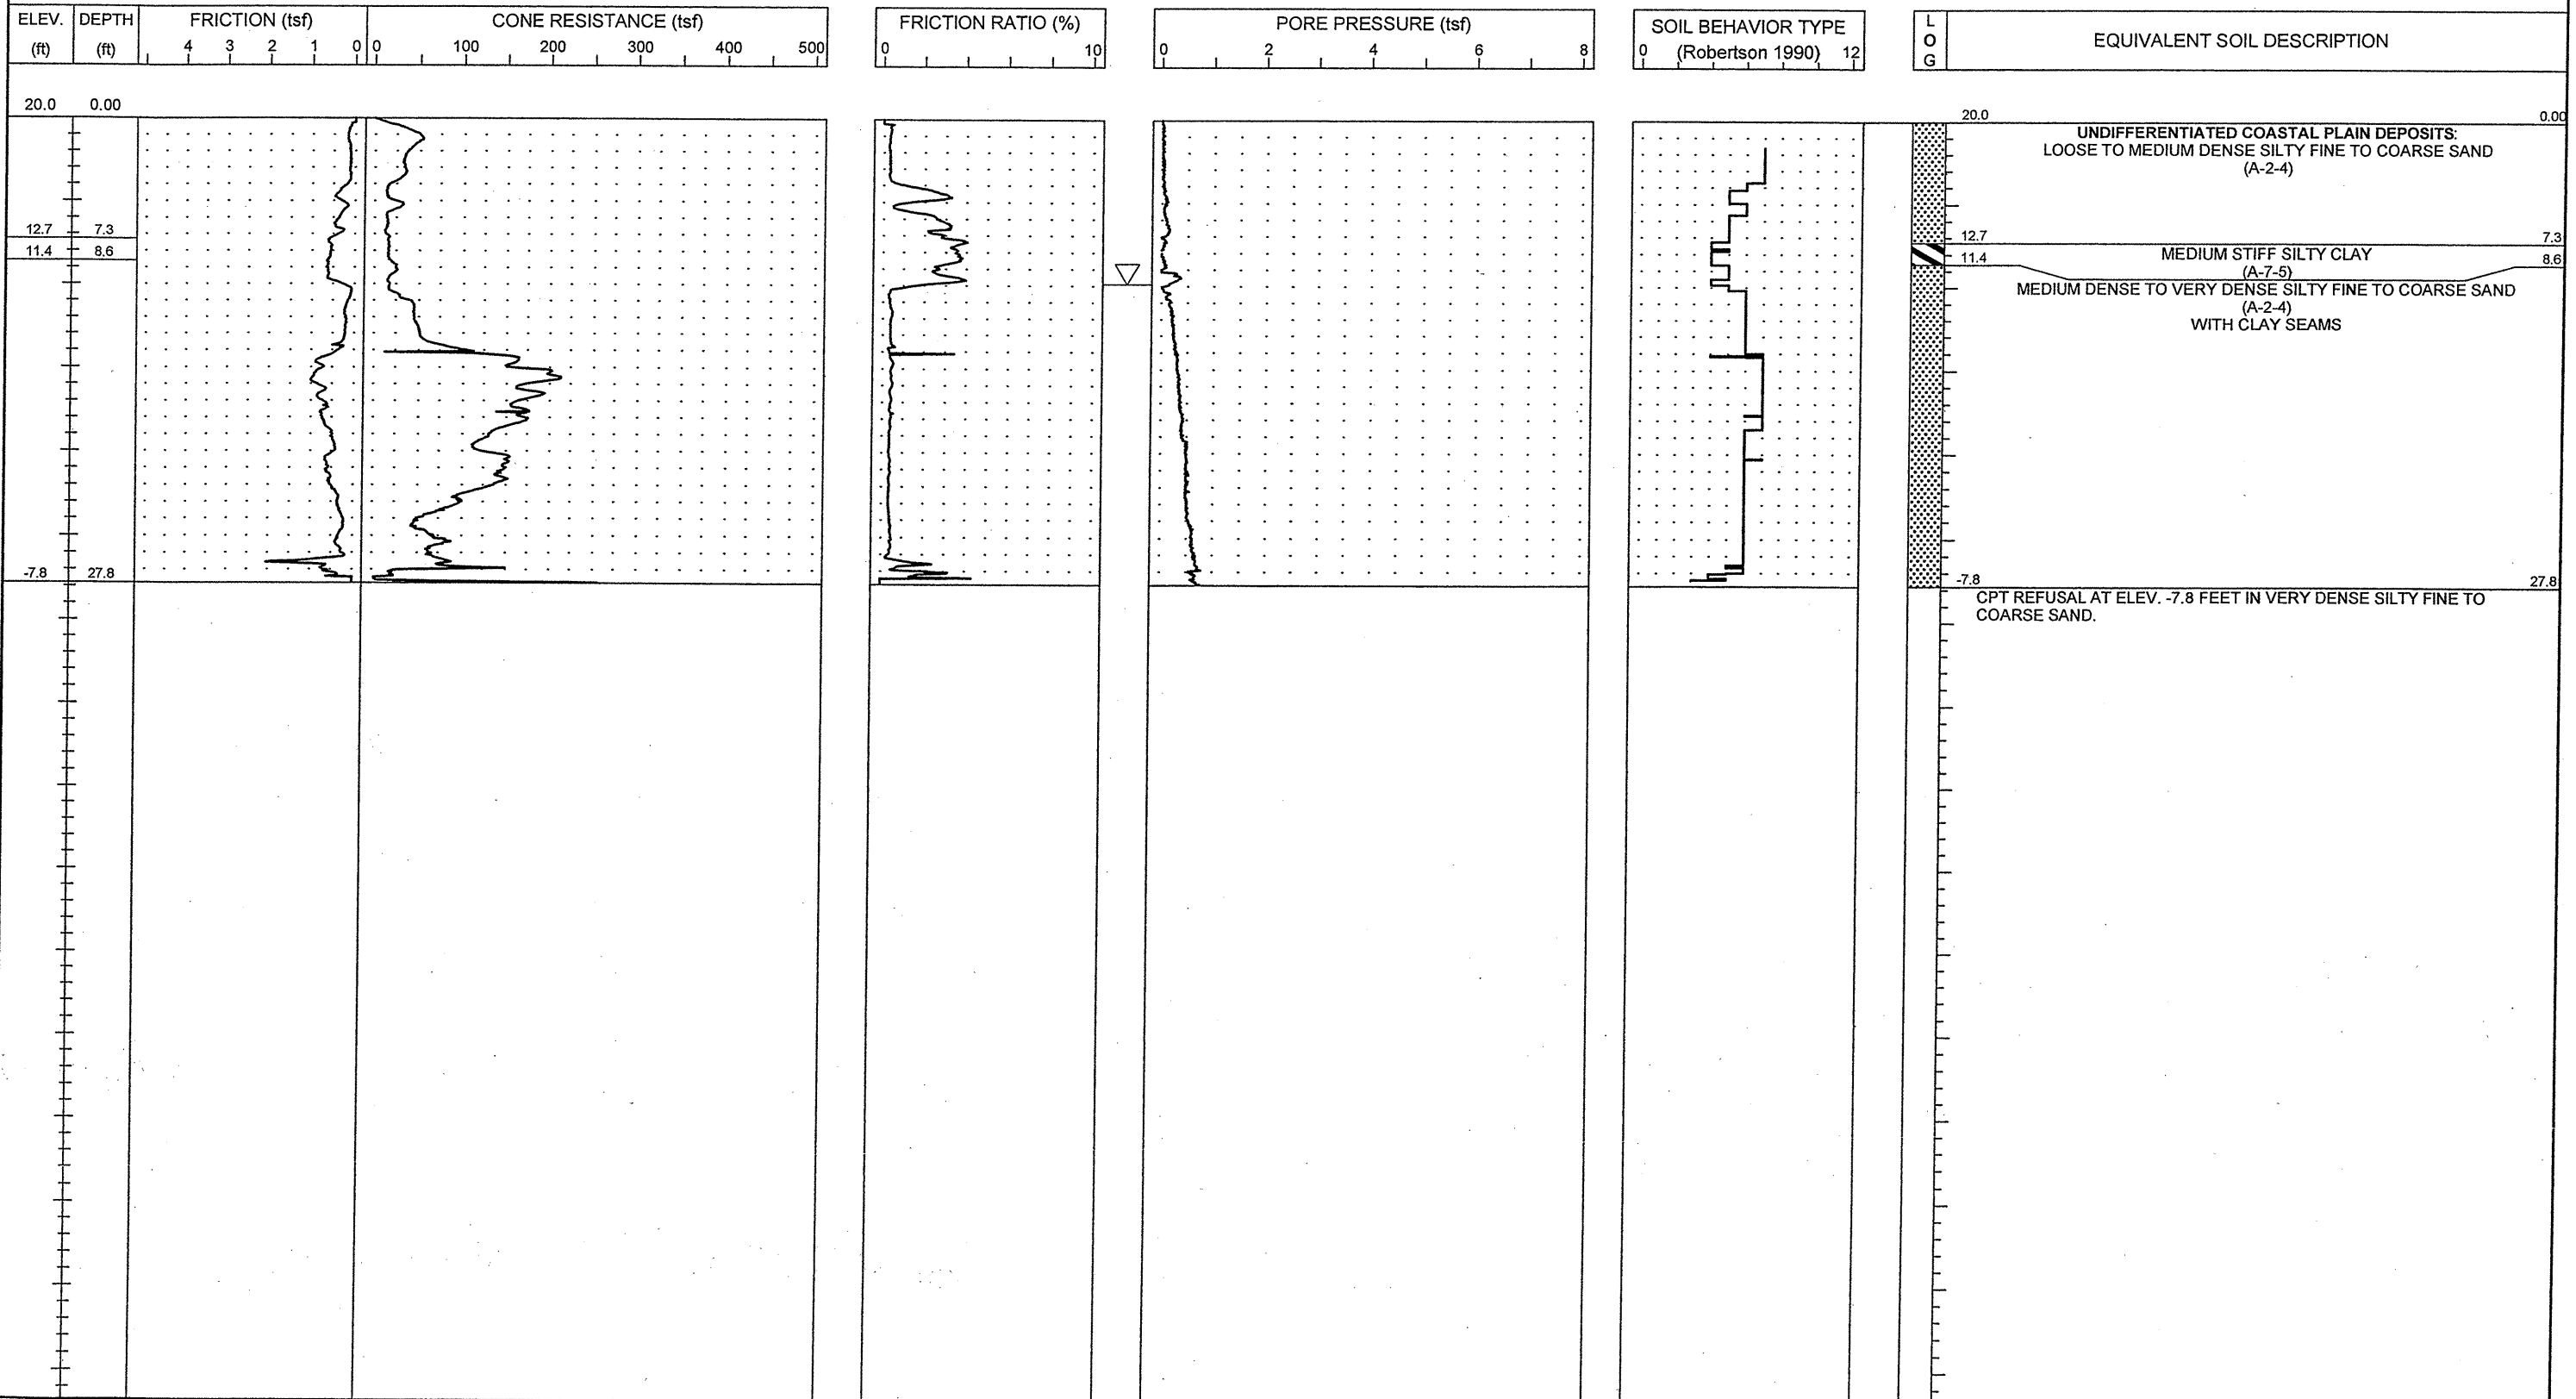 ELEV. (ft)
DEPTH (ft)
FRICTION (tsf)
4 3 2 1 0
CONE RESISTANCE (tsf)
0 100 200 300 400 500
FRICTION RATIO (%)
0 10
PORE PRESSURE (tsf)
0 2 4 6 8
SOIL BEHAVIOR TYPE
(Robertson 1990)
0 12
LOG
EQUIVALENT SOIL DESCRIPTION
20.0 0.00
12.7 7.3
11.4 8.6
-7.8 27.8
20.0 0.00
UNDIFFERENTIATED COASTAL PLAIN DEPOSITS:
LOOSE TO MEDIUM DENSE SILTY FINE TO COARSE SAND
(A-2-4)
12.7 7.3
MEDIUM STIFF SILTY CLAY
11.4 8.6
(A-7-5)
MEDIUM DENSE TO VERY DENSE SILTY FINE TO COARSE SAND
(A-2-4)
WITH CLAY SEAMS
-7.8 27.8
CPT REFUSAL AT ELEV. -7.8 FEET IN VERY DENSE SILTY FINE TO
COARSE SAND.